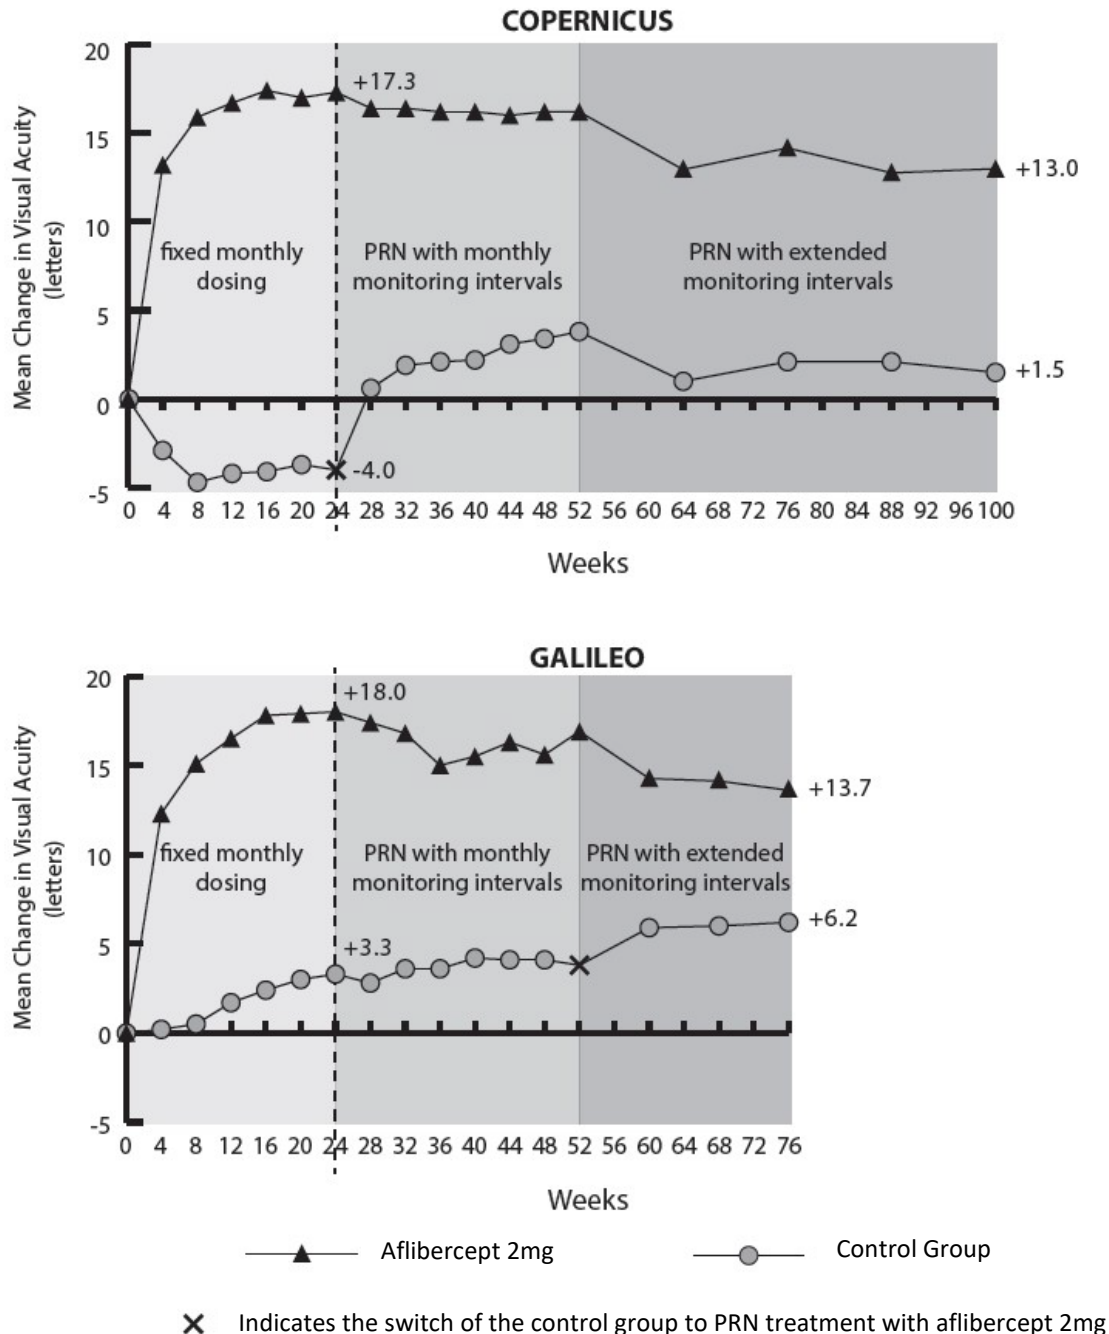 COPERNICUS
Mean Change in Visual Acuity
(letters)
20
15
10
5
0
-5
+17.3
+13.0
fixed monthly
dosing
PRN with monthly
monitoring intervals
PRN with extended
monitoring intervals
+1.5
-4.0
0 4 8 12 16 20 24 28 32 36 40 44 48 52 56 60 64 68 72 76 80 84 88 92 96 100
Weeks
GALILEO
Mean Change in Visual Acuity
(letters)
20
15
10
5
0
-5
+18.0
+13.7
fixed monthly
dosing
PRN with monthly
monitoring intervals
PRN with extended
monitoring intervals
+3.3
+6.2
0 4 8 12 16 20 24 28 32 36 40 44 48 52 56 60 64 68 72 76
Weeks
Aflibercept 2mg
Control Group
Indicates the switch of the control group to PRN treatment with aflibercept 2mg